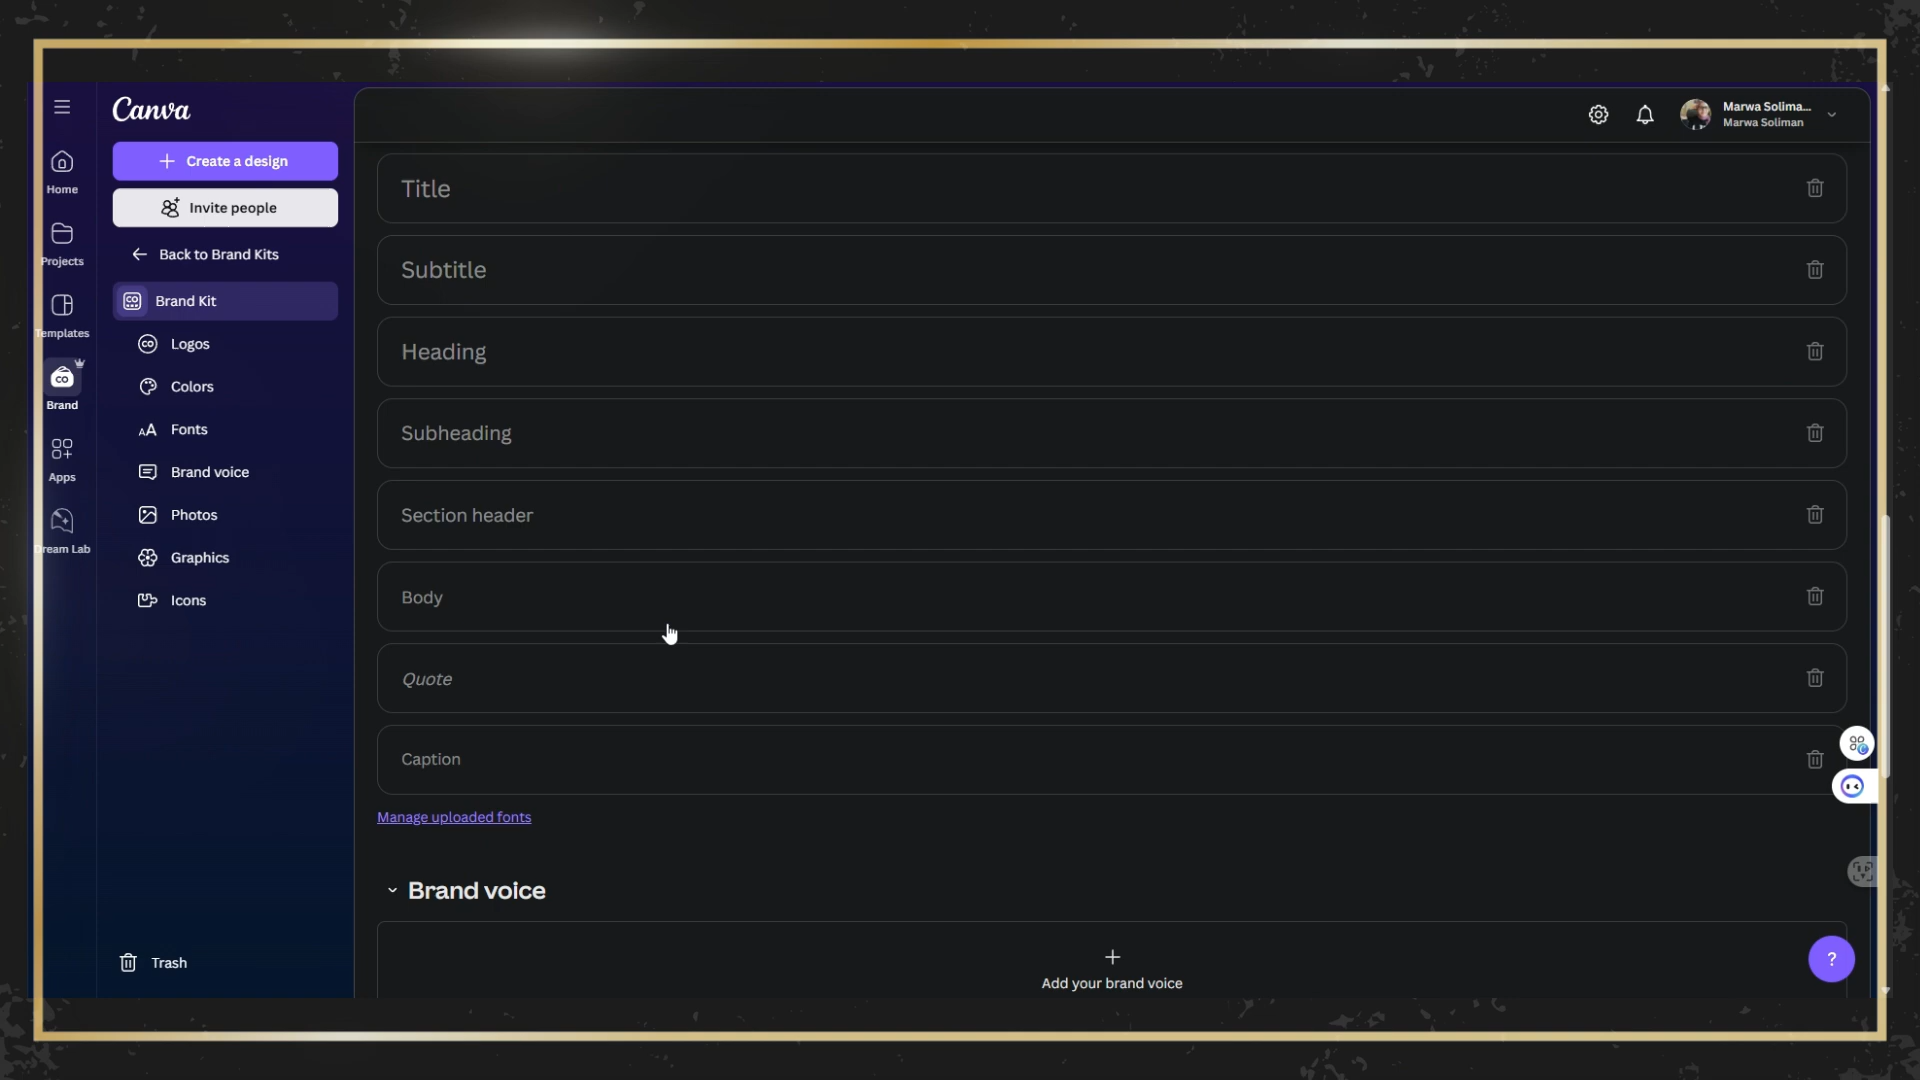 Canva
Create a design
Invite people
Back to Brand Kits
Brand Kit
Logos
Colors
Fonts
Brand voice
Photos
Graphics
Icons
Trash
Home
Projects
Templates
Brand
Apps
Dream Lab
Marwa Solima...
Marwa Soliman
Title
Subtitle
Heading
Subheading
Section header
Body
Quote
Caption
Manage uploaded fonts
Brand voice
Add your brand voice
?